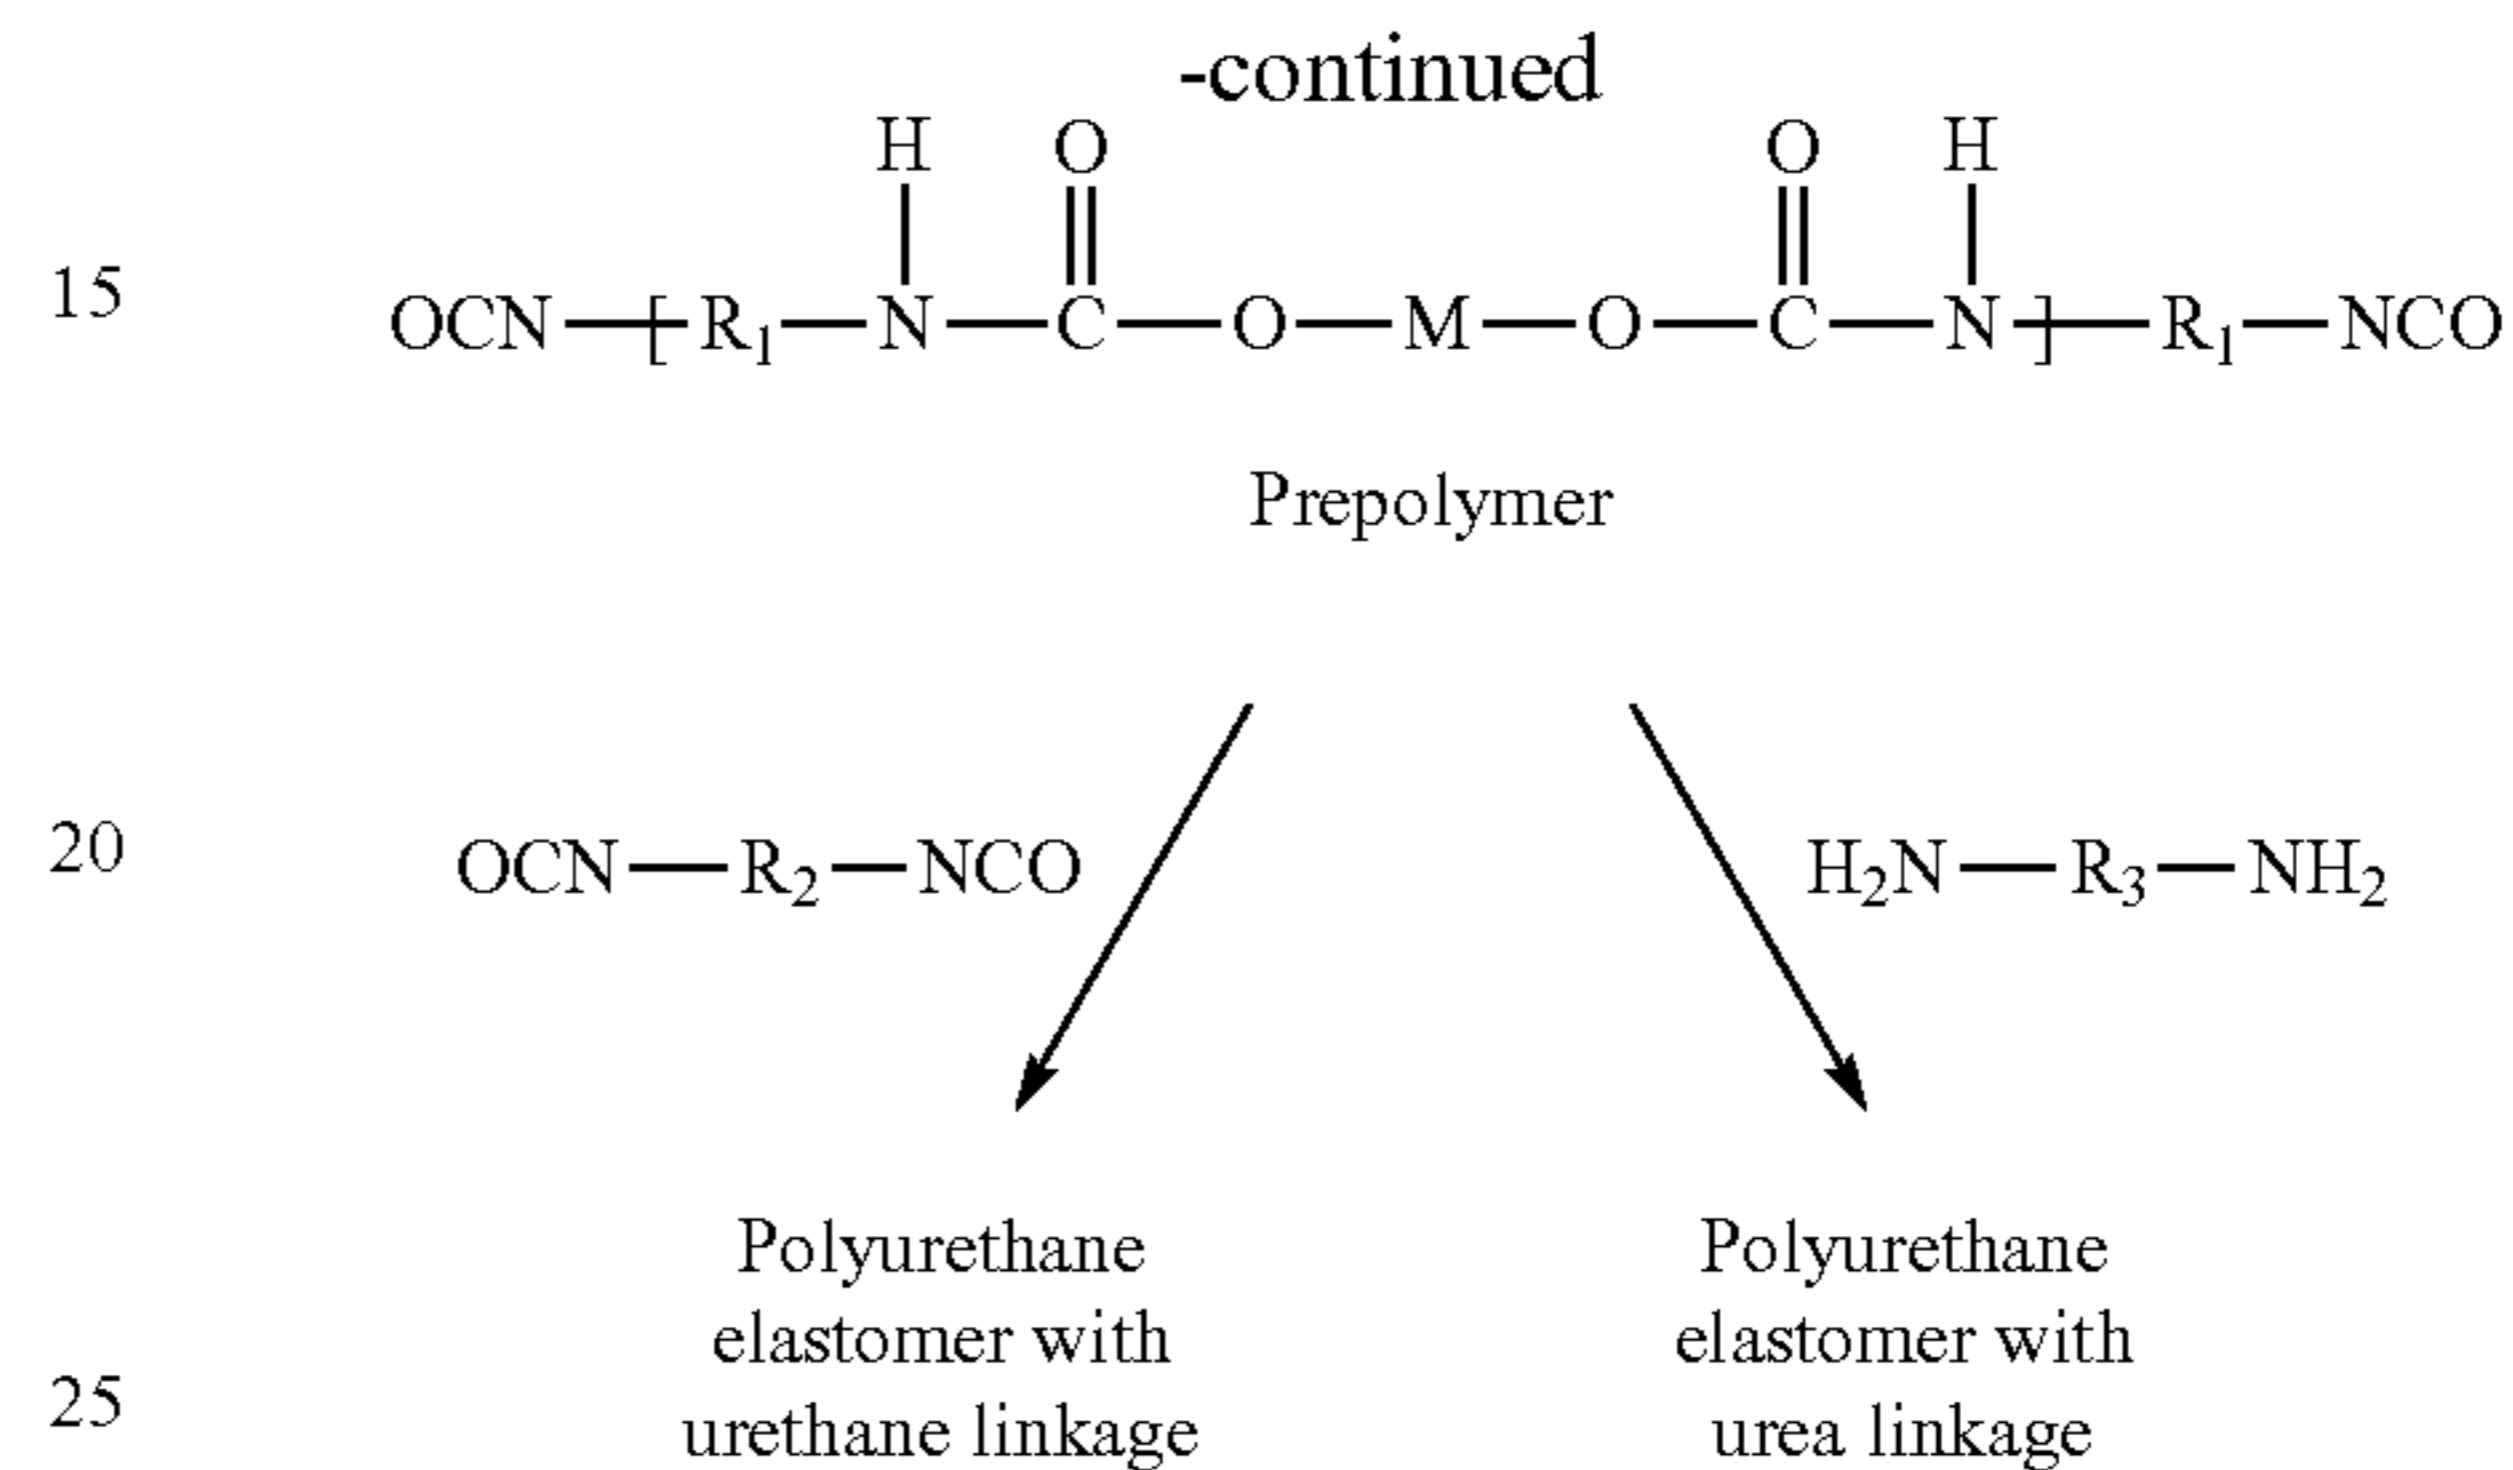 -continued
H O O H
15 OCN—[R₁—N—C—O—M—O—C—N]—R₁—NCO
Prepolymer
20 OCN—R₂—NCO H₂N—R₃—NH₂
Polyurethane Polyurethane
elastomer with elastomer with
25 urethane linkage urea linkage